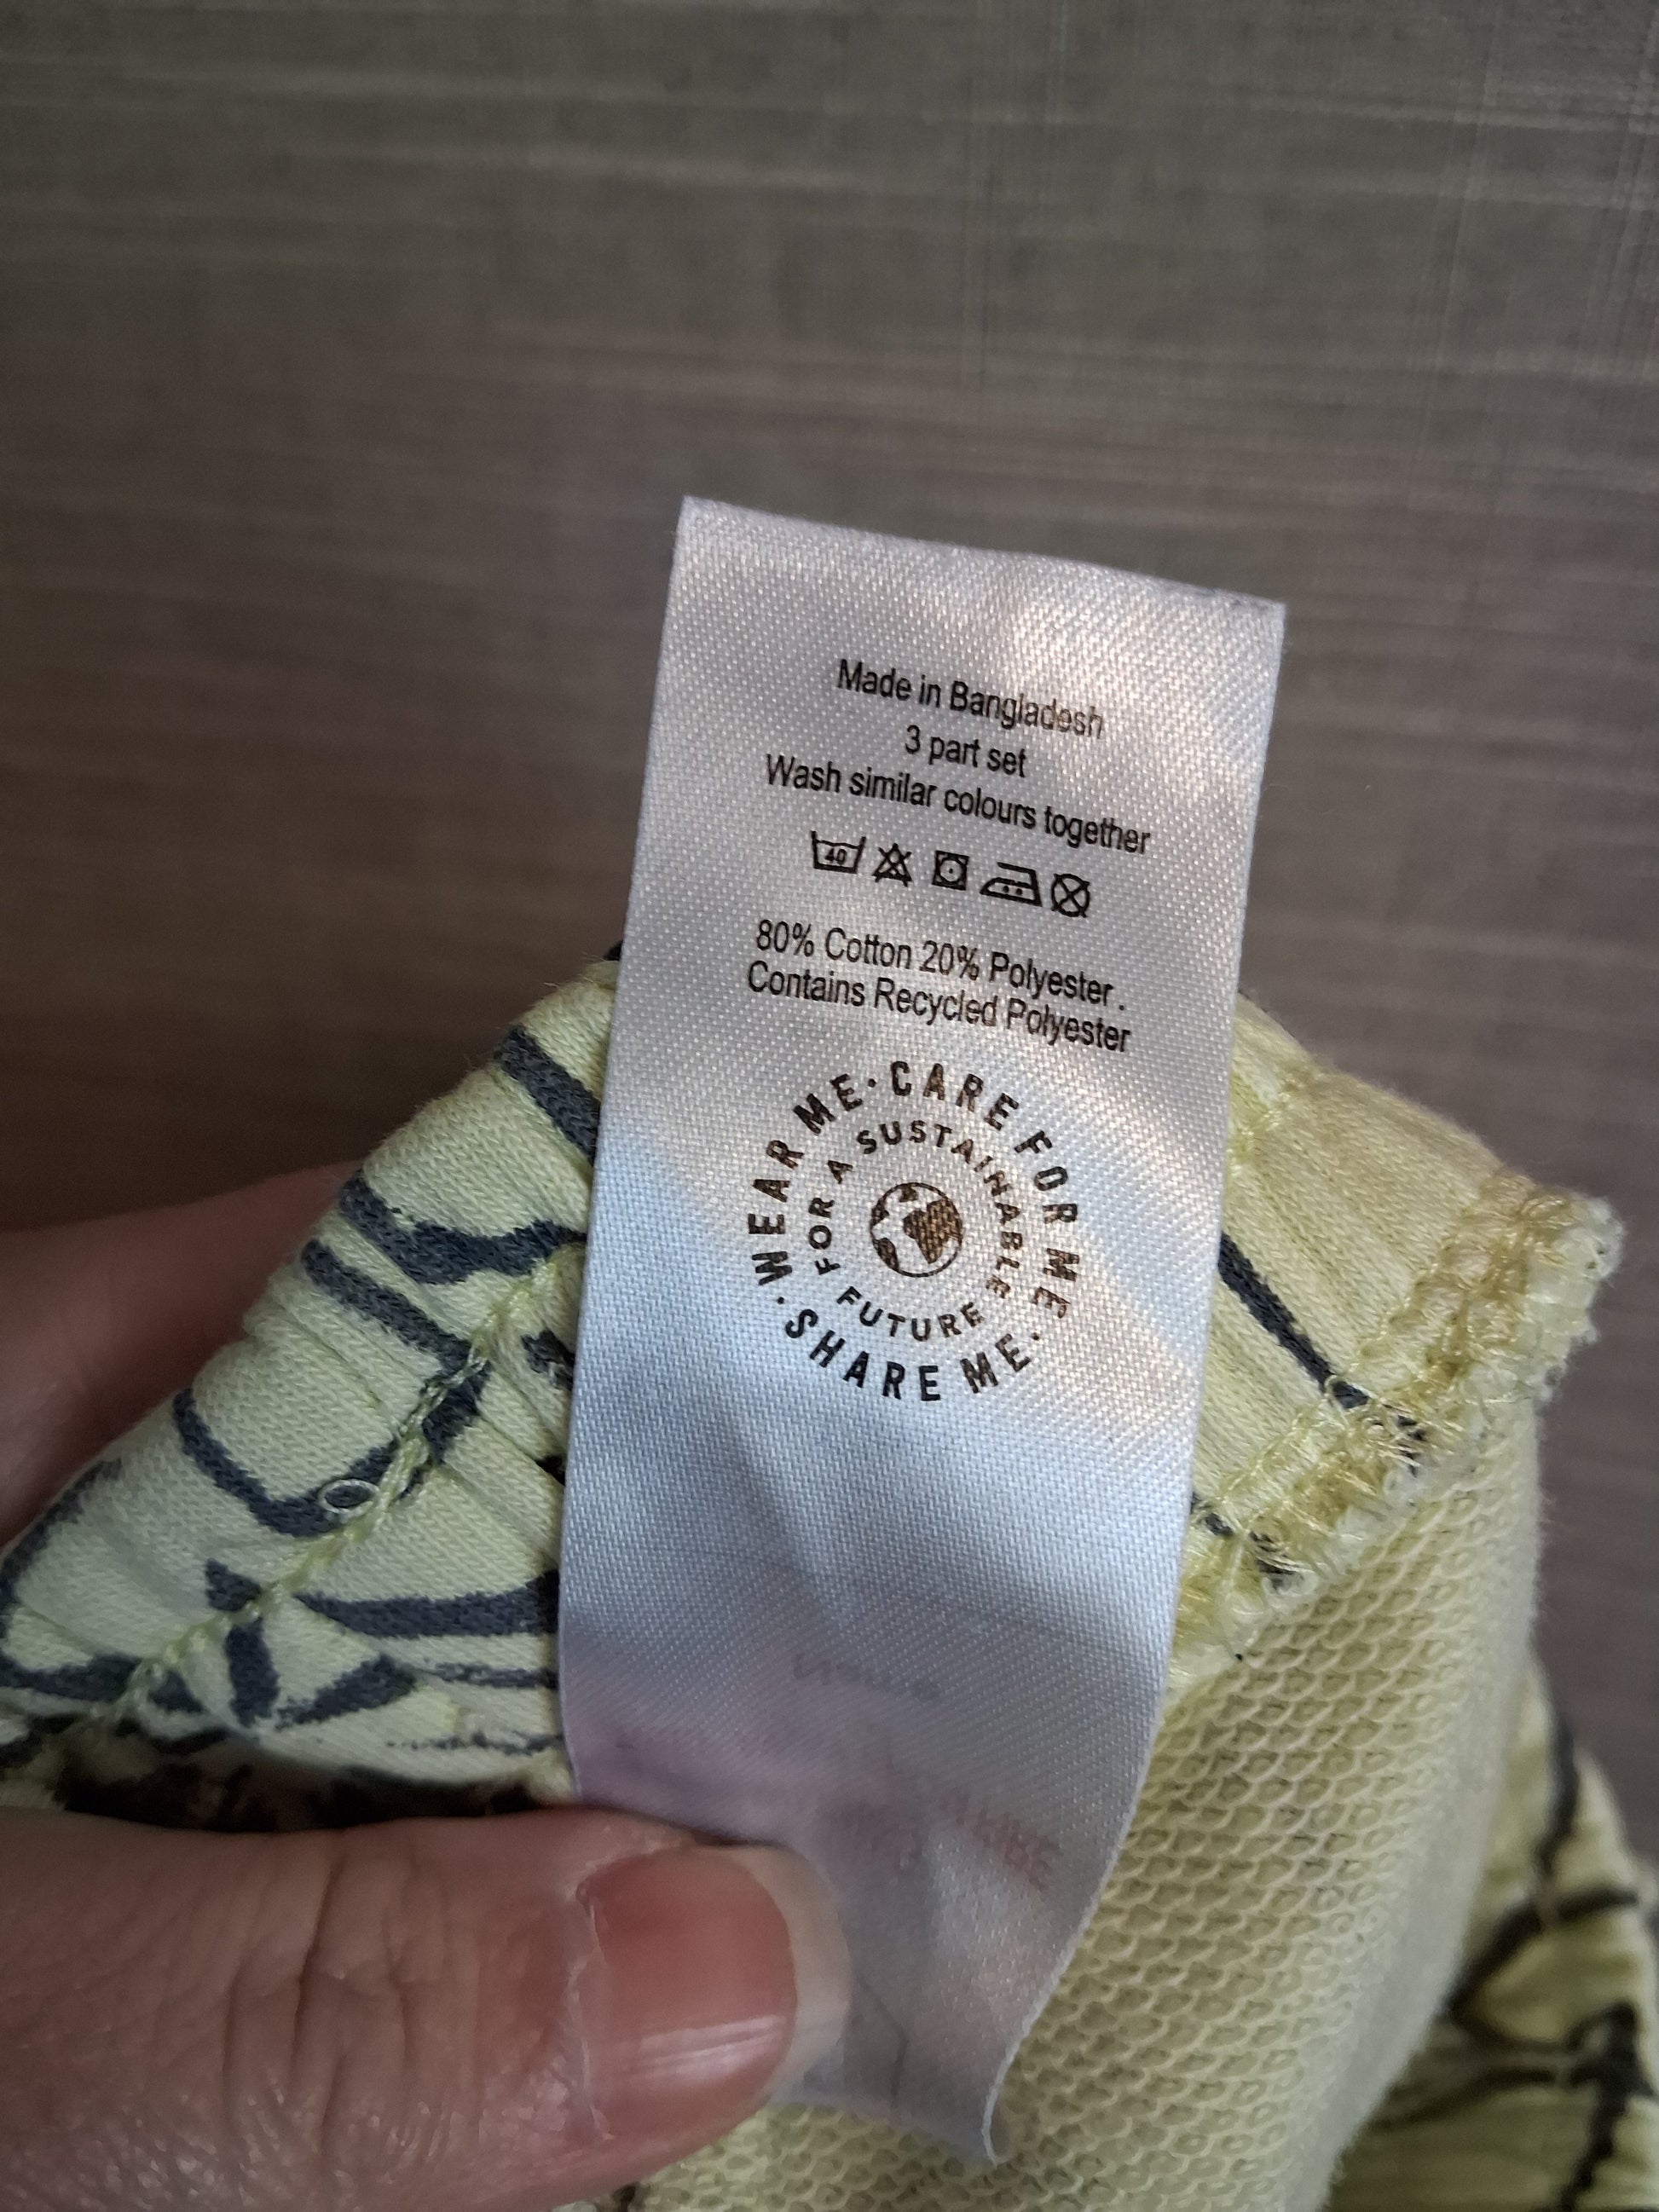 Made in Bangladesh
3 part set
Wash similar colours together
40
80% Cotton 20% Polyester.
Contains Recycled Polyester
WEAR ME · CARE FOR ME · SHARE ME ·
FOR A SUSTAINABLE FUTURE